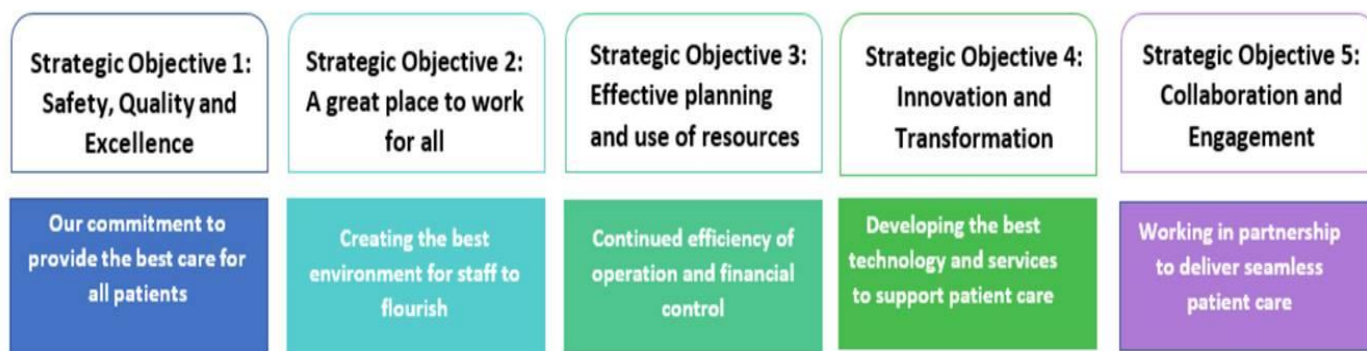 Strategic Objective 1:
Safety, Quality and
Excellence
Our commitment to
provide the best care for
all patients
Strategic Objective 2:
A great place to work
for all
Creating the best
environment for staff to
flourish
Strategic Objective 3:
Effective planning
and use of resources
Continued efficiency of
operation and financial
control
Strategic Objective 4:
Innovation and
Transformation
Developing the best
technology and services
to support patient care
Strategic Objective 5:
Collaboration and
Engagement
Working in partnership
to deliver seamless
patient care